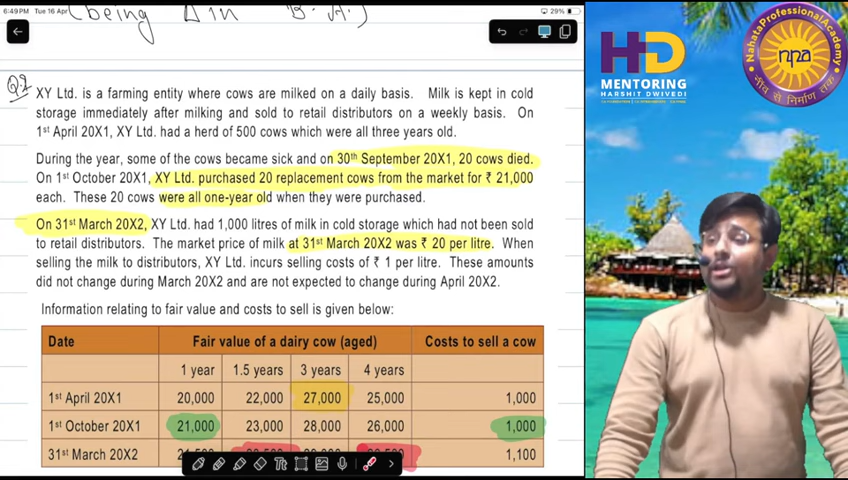 6:49 PM Tue 16 Apr
29%
(being
in B.A)
Q.2
XY Ltd. is a farming entity where cows are milked on a daily basis. Milk is kept in cold
storage immediately after milking and sold to retail distributors on a weekly basis. On
1st April 20X1, XY Ltd. had a herd of 500 cows which were all three years old.
During the year, some of the cows became sick and on 30th September 20X1, 20 cows died.
On 1st October 20X1, XY Ltd. purchased 20 replacement cows from the market for ₹ 21,000
each. These 20 cows were all one-year old when they were purchased.
On 31st March 20X2, XY Ltd. had 1,000 litres of milk in cold storage which had not been sold
to retail distributors. The market price of milk at 31st March 20X2 was ₹ 20 per litre. When
selling the milk to distributors, XY Ltd. incurs selling costs of ₹ 1 per litre. These amounts
did not change during March 20X2 and are not expected to change during April 20X2.
Information relating to fair value and costs to sell is given below:
Date Fair value of a dairy cow (aged) Costs to sell a cow
1 year 1.5 years 3 years 4 years
1st April 20X1 20,000 22,000 27,000 25,000 1,000
1st October 20X1 21,000 23,000 28,000 26,000 1,000
31st March 20X2 1,100
HD
MENTORING
HARSHIT DWIVEDI
Nahata Professional Academy
npa
नींव से निर्माण तक